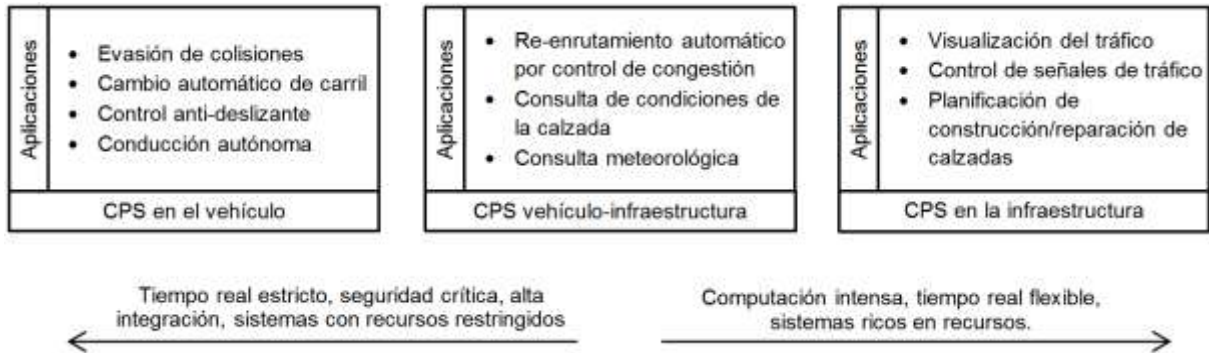 Aplicaciones
• Evasión de colisiones
• Cambio automático de carril
• Control anti-deslizante
• Conducción autónoma
CPS en el vehículo
Aplicaciones
• Re-enrutamiento automático
por control de congestión
• Consulta de condiciones de
la calzada
• Consulta meteorológica
CPS vehículo-infraestructura
Aplicaciones
• Visualización del tráfico
• Control de señales de tráfico
• Planificación de
construcción/reparación de
calzadas
CPS en la infraestructura
Tiempo real estricto, seguridad crítica, alta
integración, sistemas con recursos restringidos
Computación intensa, tiempo real flexible,
sistemas ricos en recursos.